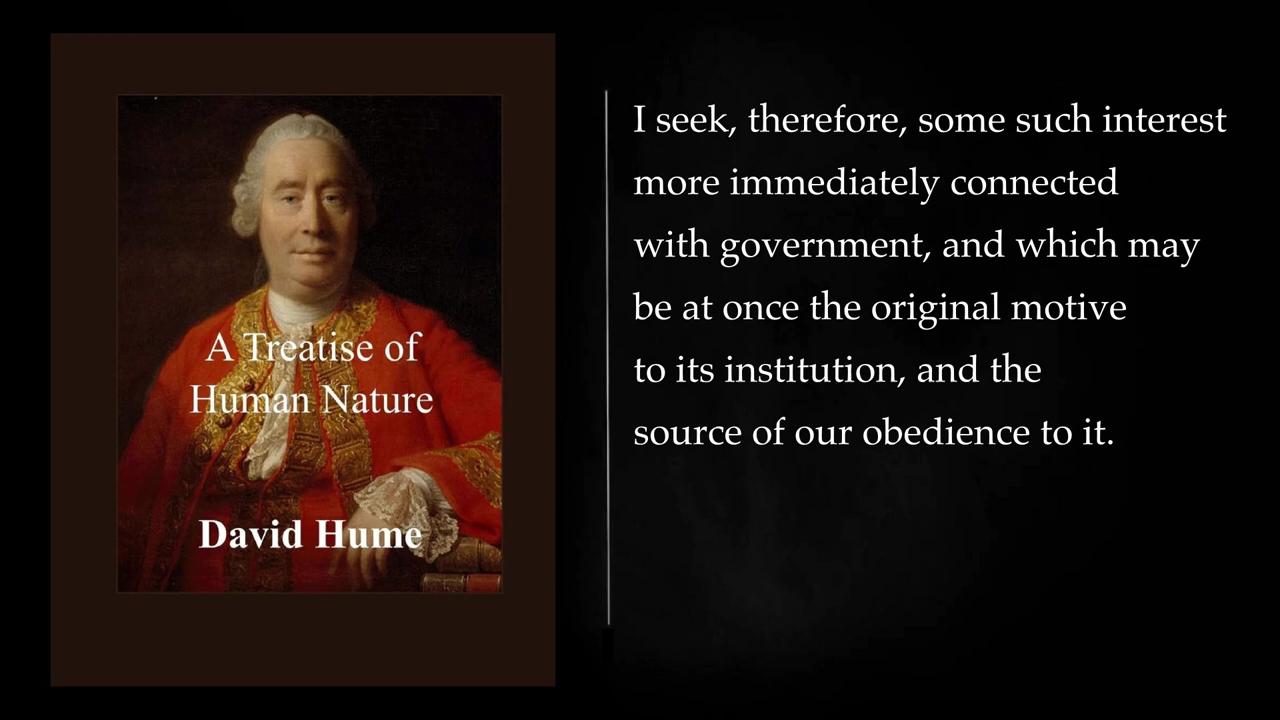 A Treatise of
Human Nature
David Hume
I seek, therefore, some such interest
more immediately connected
with government, and which may
be at once the original motive
to its institution, and the
source of our obedience to it.